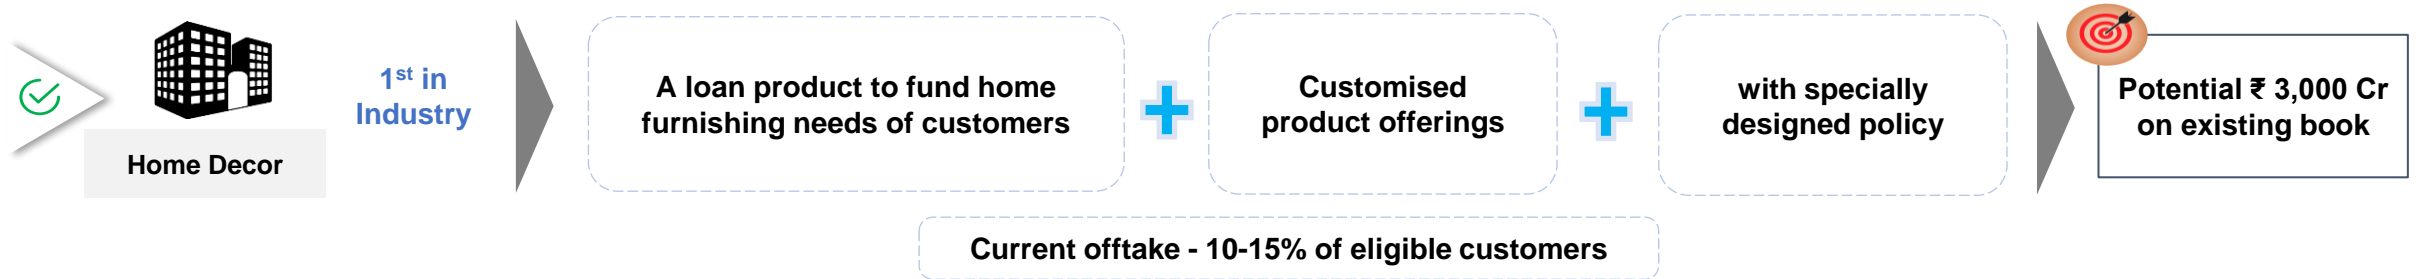 1st in
Industry
Home Decor
A loan product to fund home
furnishing needs of customers
Customised
product offerings
with specially
designed policy
Potential ₹ 3,000 Cr
on existing book
Current offtake - 10-15% of eligible customers